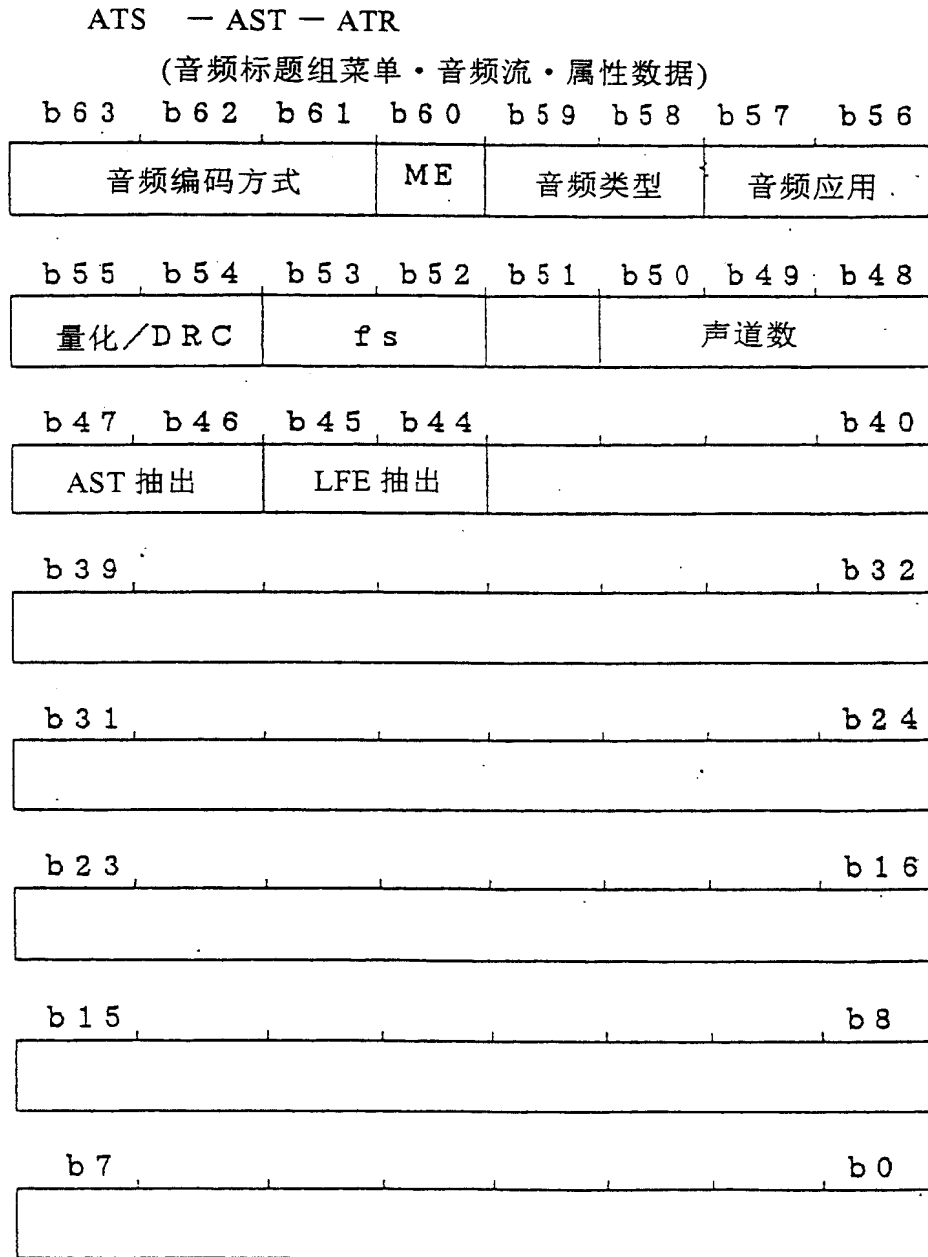 ATS － AST － ATR
(音频标题组菜单・音频流・属性数据)
b63 b62 b61 b60 b59 b58 b57 b56
音频编码方式 ME 音频类型 音频应用
b55 b54 b53 b52 b51 b50 b49 b48
量化／DRC fs 声道数
b47 b46 b45 b44 b40
AST 抽出 LFE 抽出
b39 b32
b31 b24
b23 b16
b15 b8
b7 b0